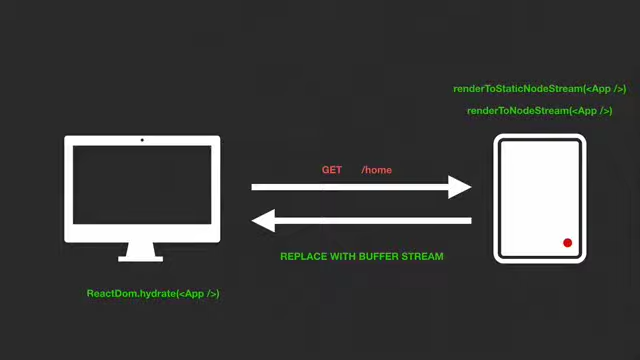 renderToStaticNodeStream(<App />)
renderToNodeStream(<App />)
GET /home
REPLACE WITH BUFFER STREAM
ReactDom.hydrate(<App />)